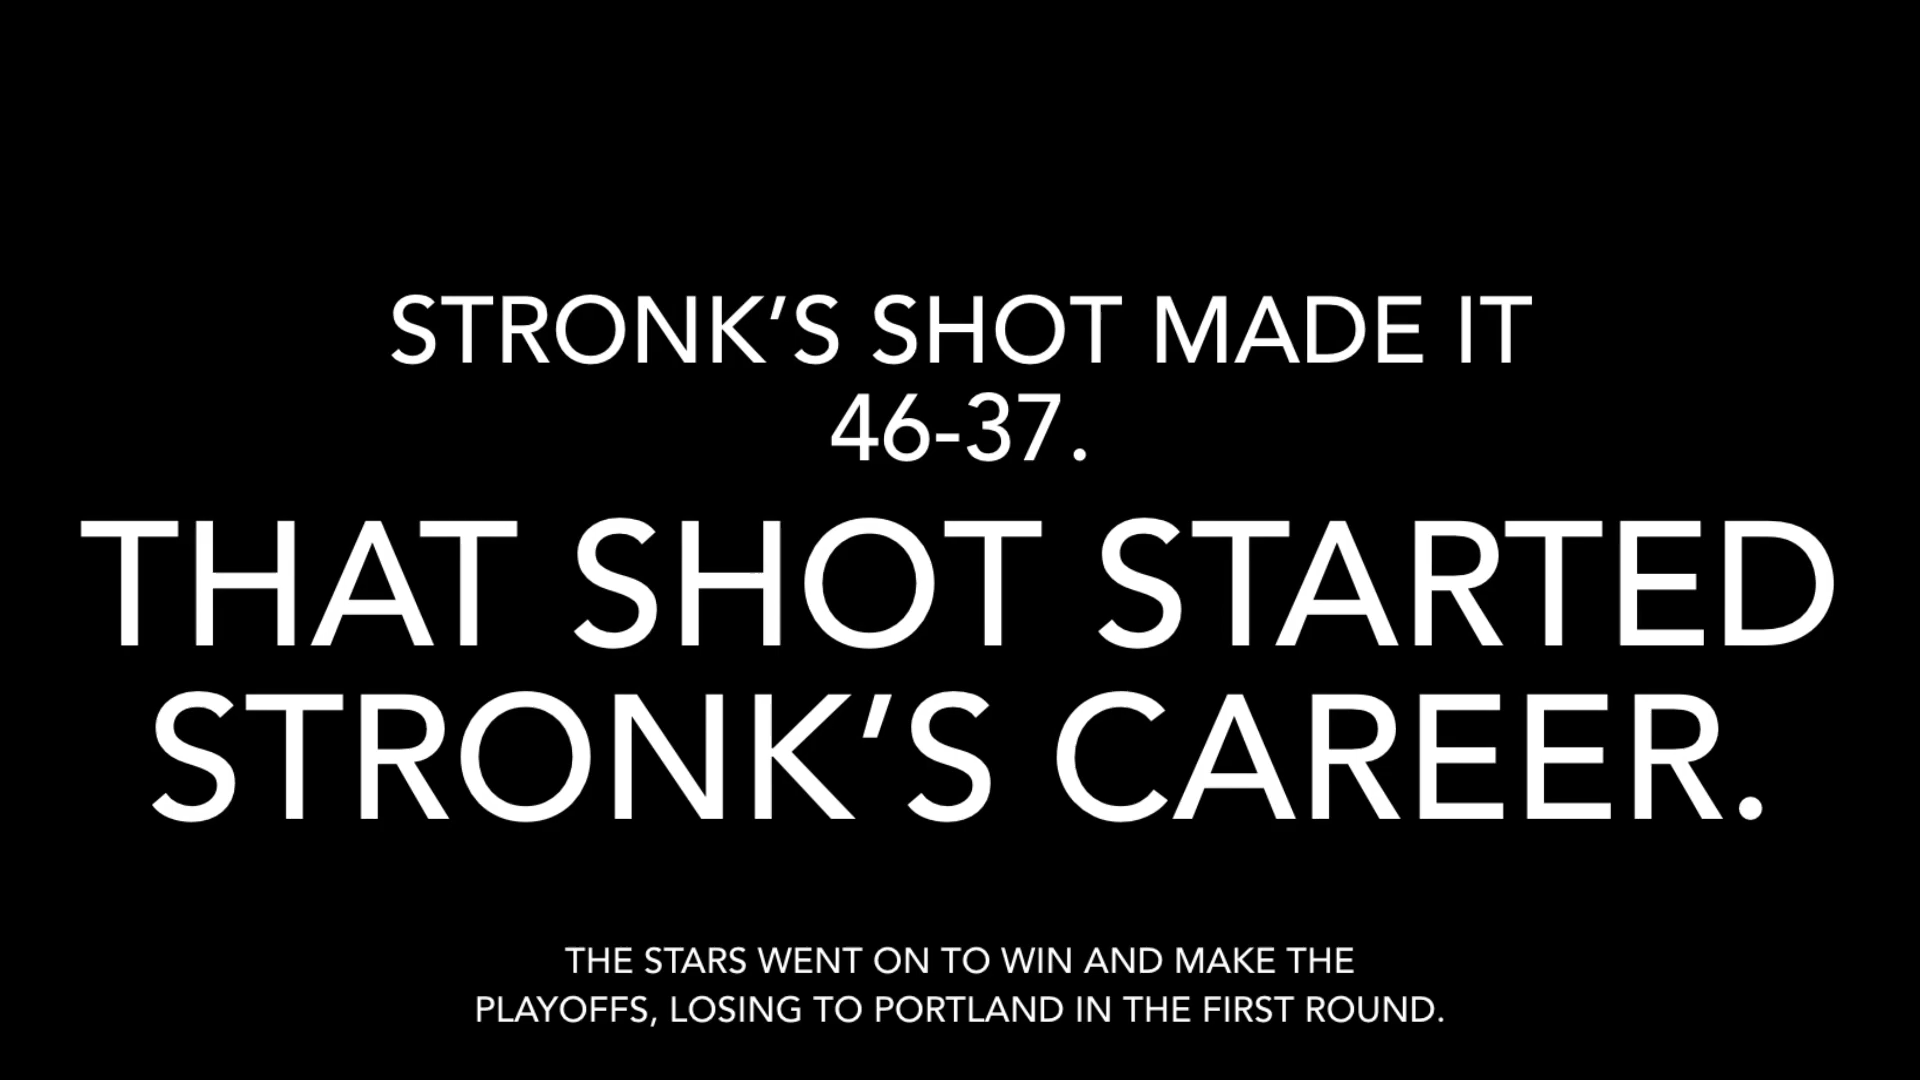 STRONK’S SHOT MADE IT
46-37.
THAT SHOT STARTED
STRONK’S CAREER.
THE STARS WENT ON TO WIN AND MAKE THE
PLAYOFFS, LOSING TO PORTLAND IN THE FIRST ROUND.